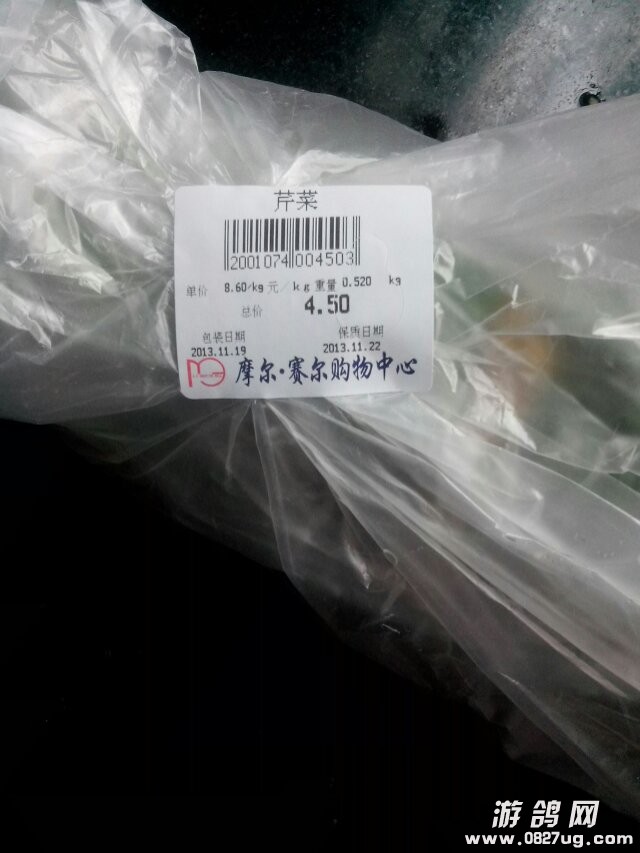 芹菜
2001074004503
单价 8.60/kg 元/kg 重量 0.520 kg
总价 4.50
包装日期 保质日期
2013.11.19 2013.11.22
摩尔·赛尔购物中心
游鸽网
www.0827ug.com